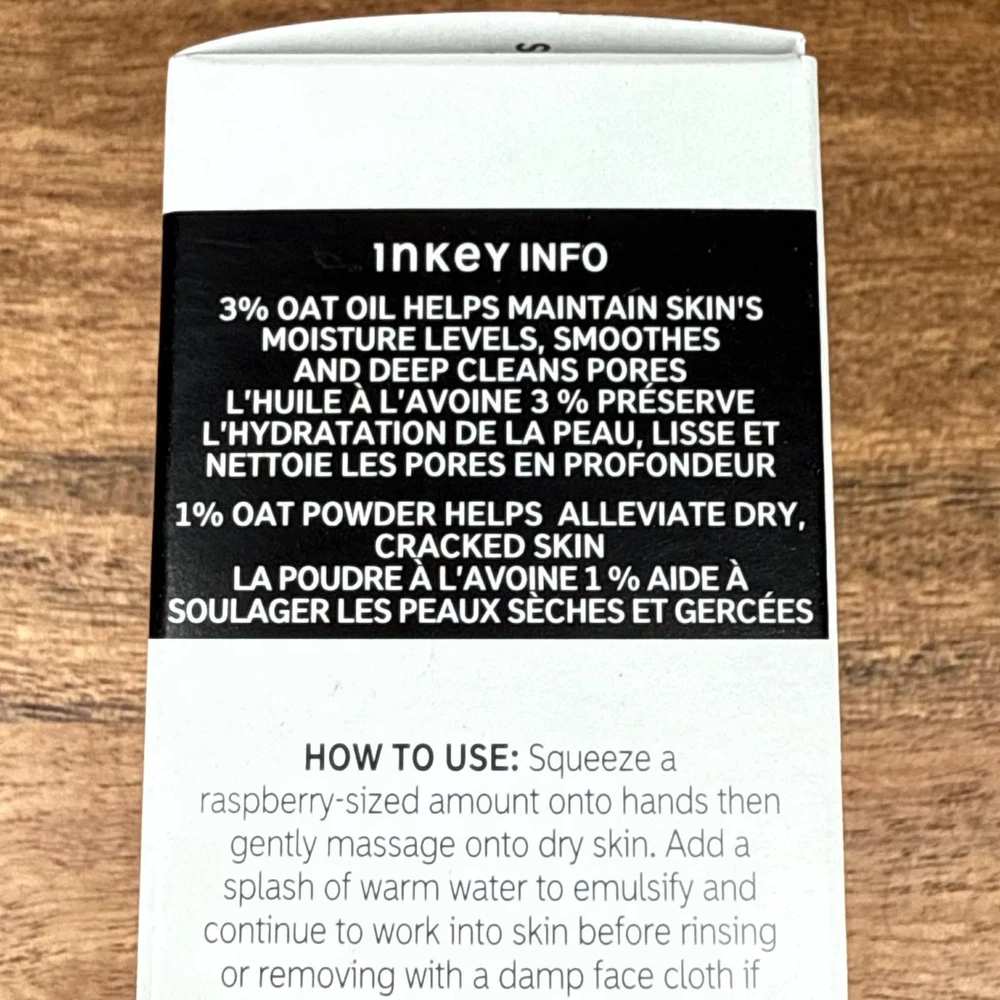 S
ınKeY INFO
3% OAT OIL HELPS MAINTAIN SKIN'S
MOISTURE LEVELS, SMOOTHES
AND DEEP CLEANS PORES
L'HUILE À L'AVOINE 3 % PRÉSERVE
L'HYDRATATION DE LA PEAU, LISSE ET
NETTOIE LES PORES EN PROFONDEUR
1% OAT POWDER HELPS ALLEVIATE DRY,
CRACKED SKIN
LA POUDRE À L'AVOINE 1 % AIDE À
SOULAGER LES PEAUX SÈCHES ET GERCÉES
HOW TO USE: Squeeze a
raspberry-sized amount onto hands then
gently massage onto dry skin. Add a
splash of warm water to emulsify and
continue to work into skin before rinsing
or removing with a damp face cloth if